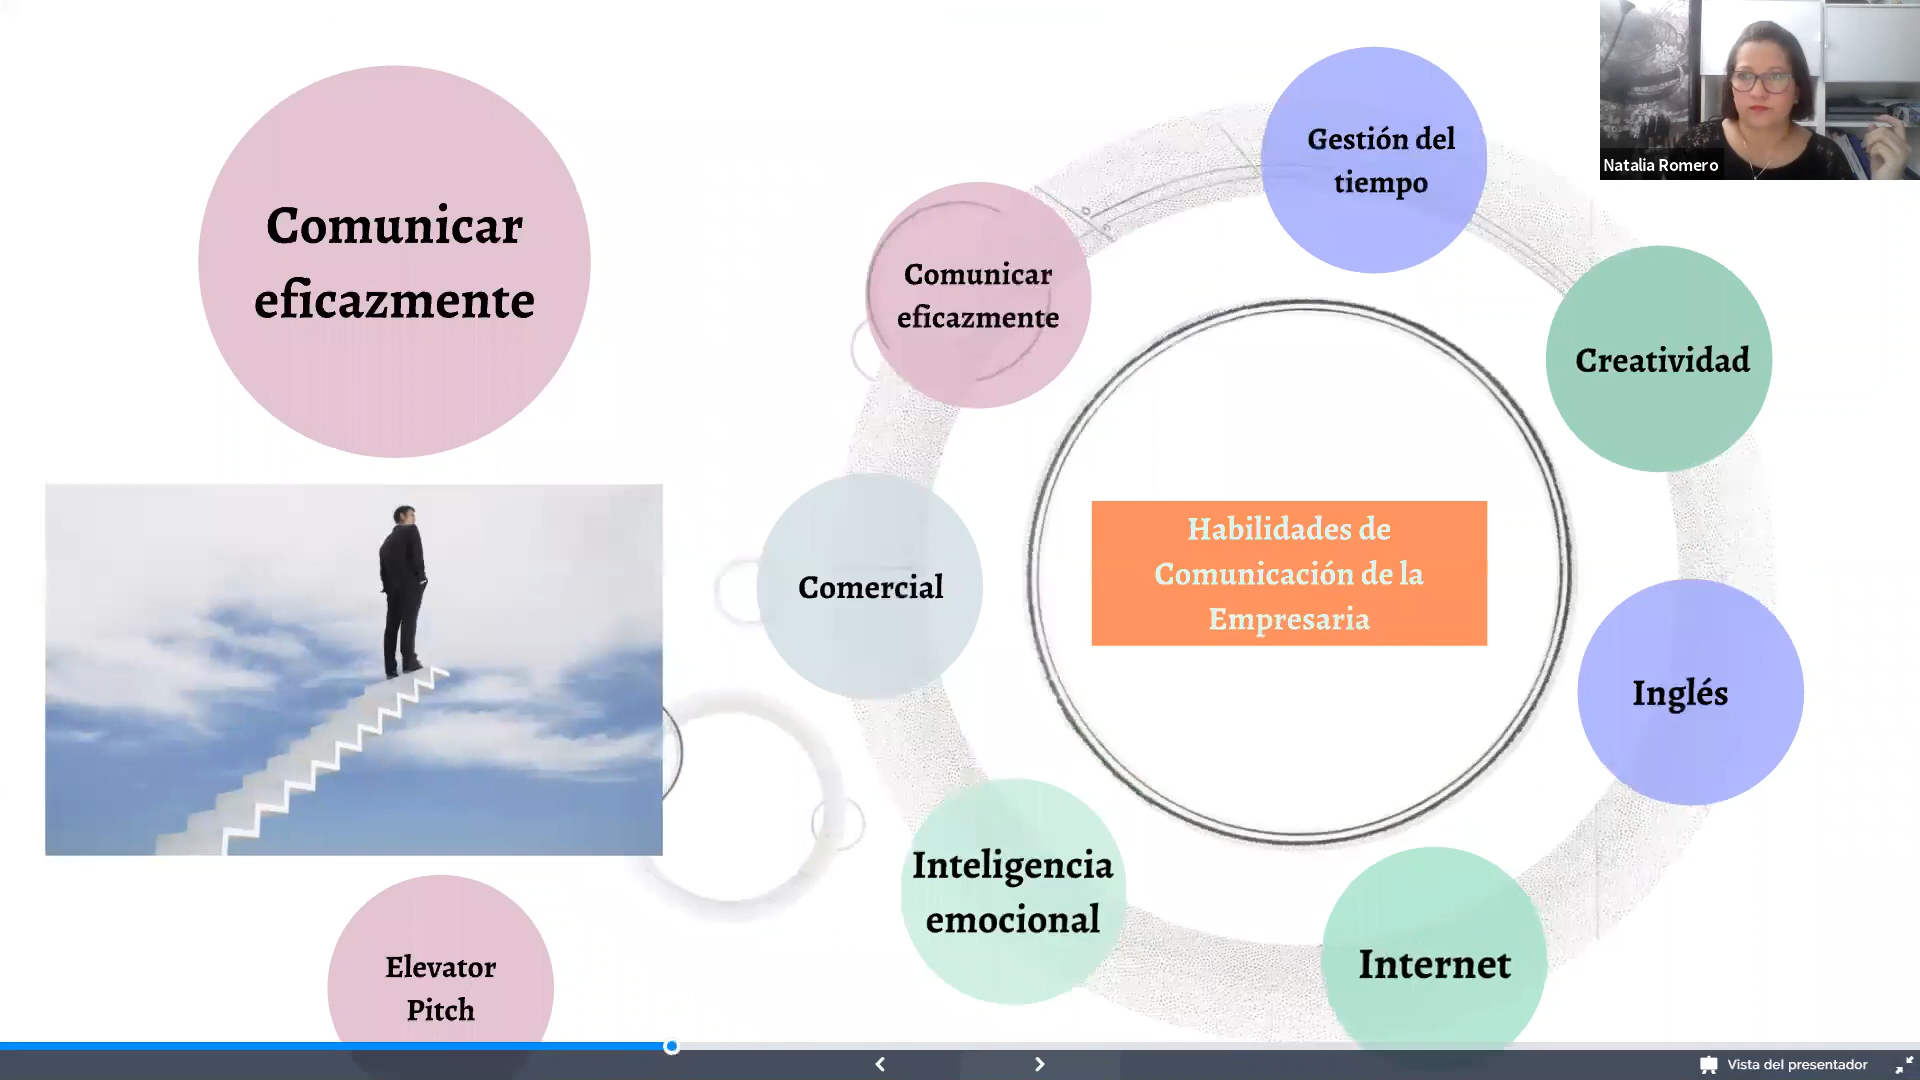 Comunicar
eficazmente
Elevator
Pitch
Gestión del
tiempo
Comunicar
eficazmente
Creatividad
Comercial
Habilidades de
Comunicación de la
Empresaria
Inglés
Inteligencia
emocional
Internet
Natalia Romero
Vista del presentador